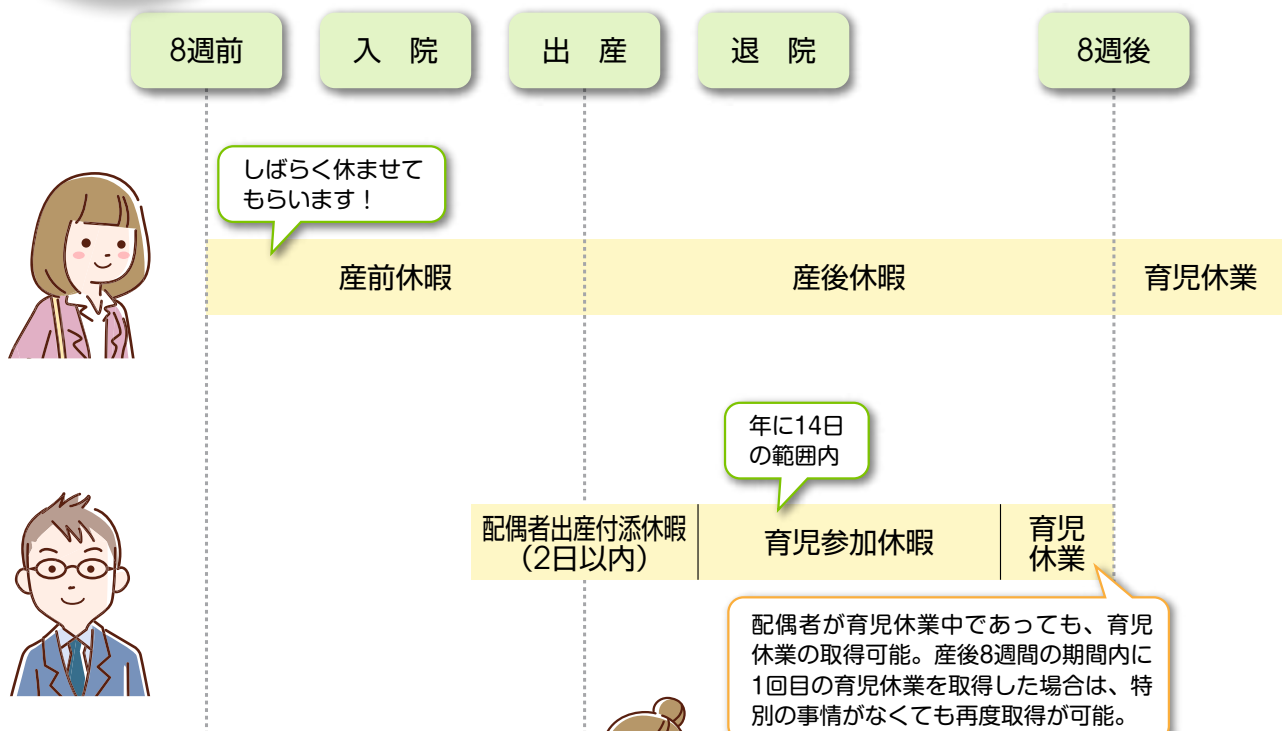 8週前
入 院
出 産
退 院
8週後
しばらく休ませて
もらいます！
産前休暇
産後休暇
育児休業
年に14日
の範囲内
配偶者出産付添休暇
（2日以内）
育児参加休暇
育児
休業
配偶者が育児休業中であっても、育児
休業の取得可能。産後8週間の期間内に
1回目の育児休業を取得した場合は、特
別の事情がなくても再度取得が可能。